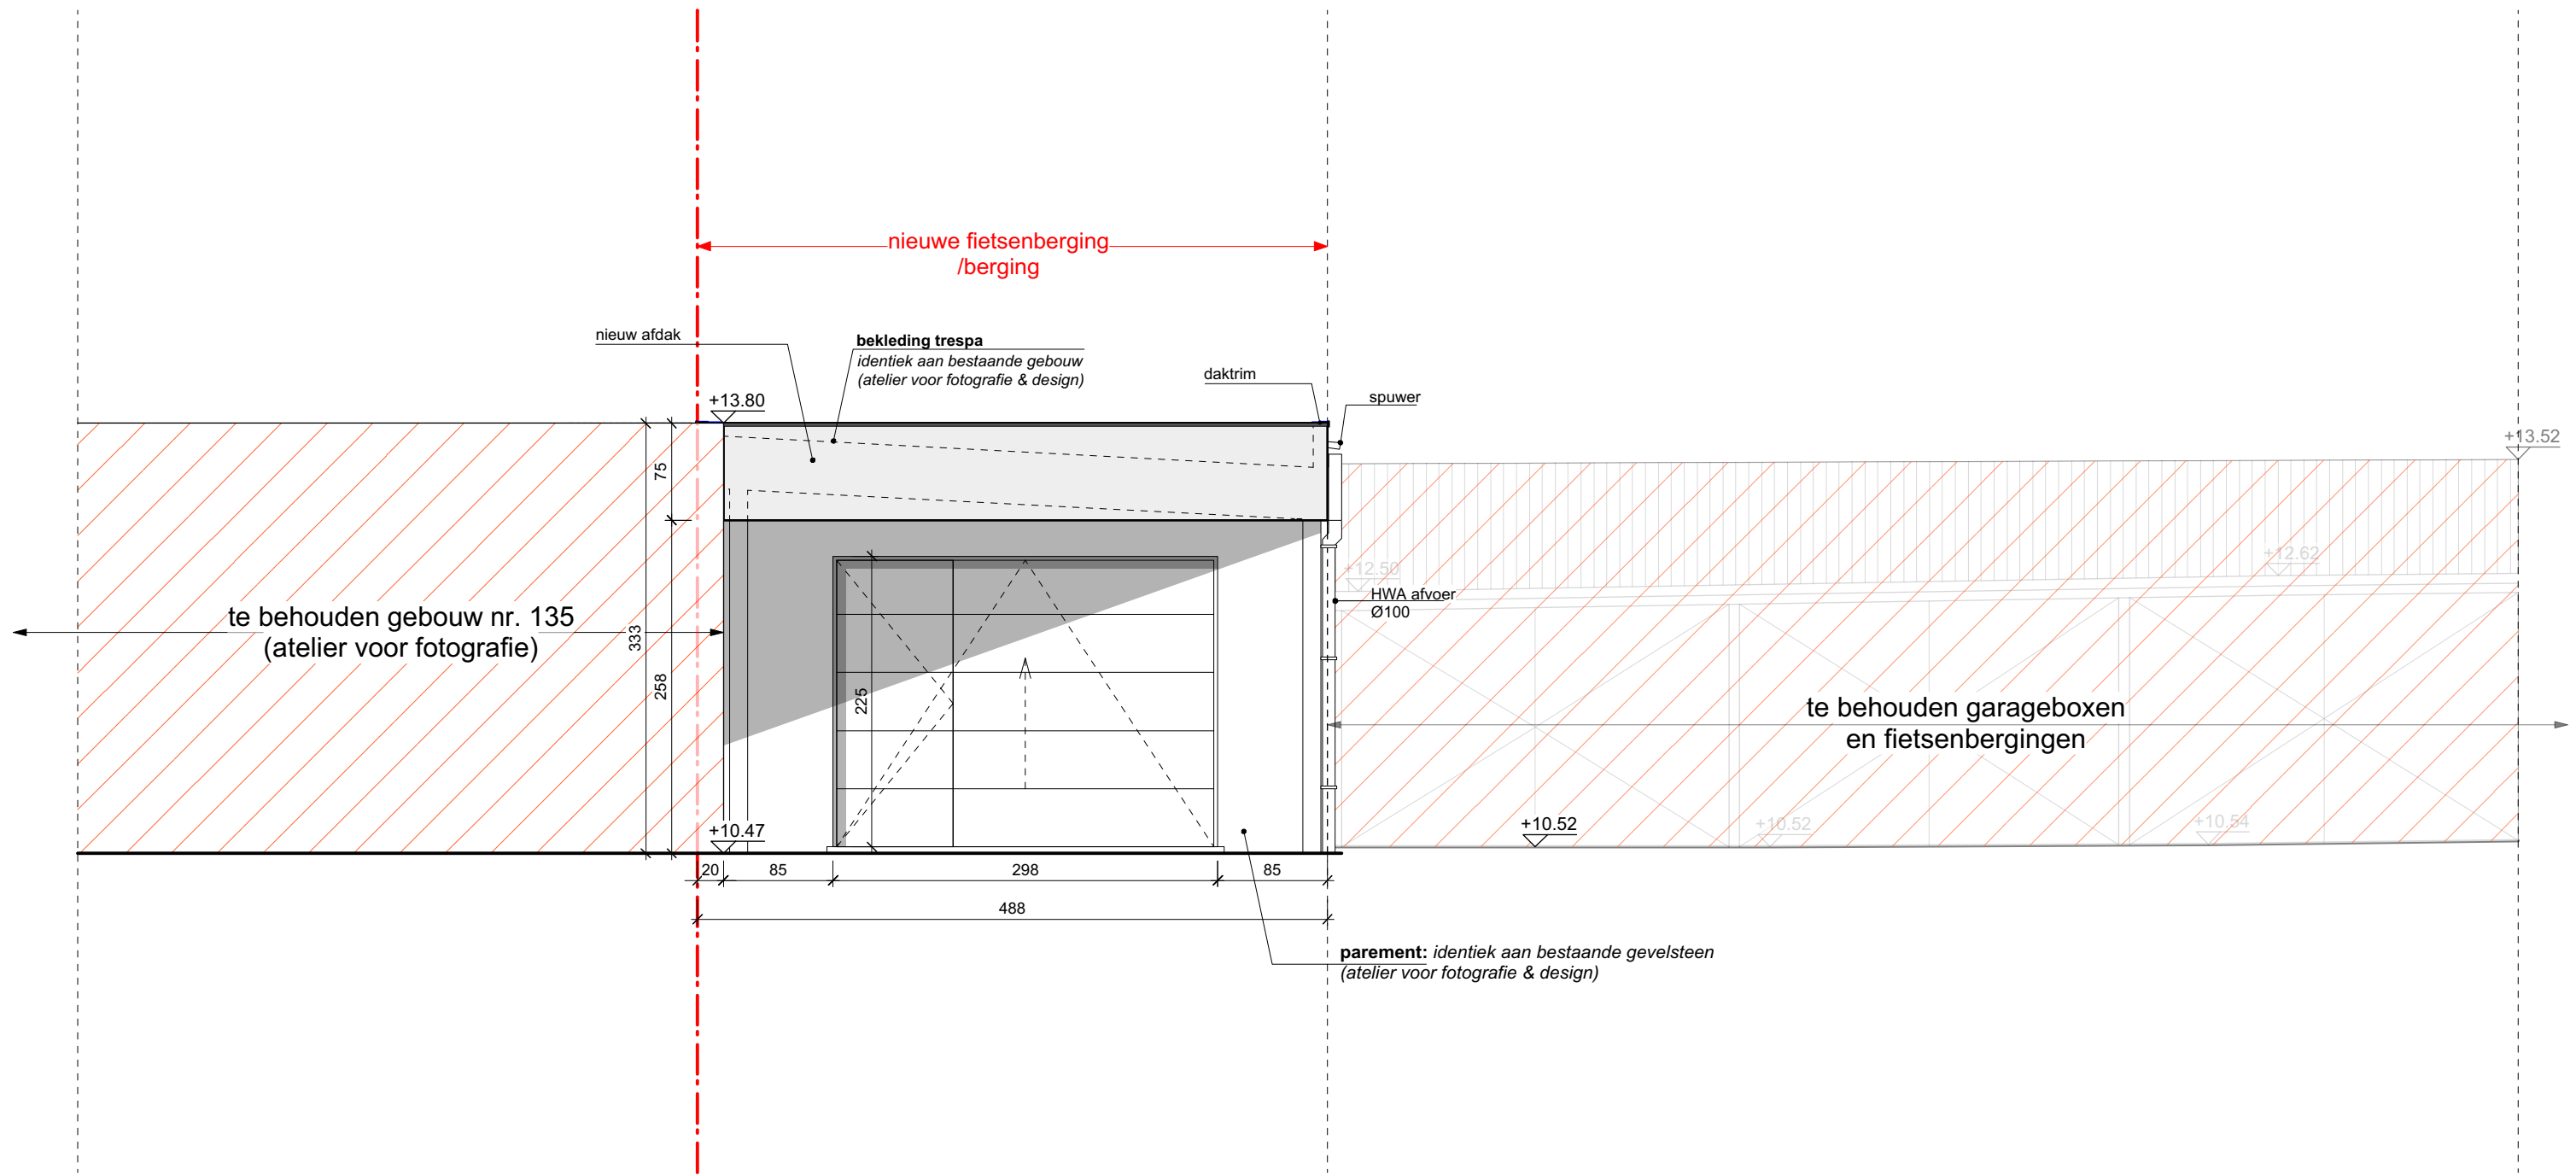 nieuwe fietsenberging
/berging
nieuw afdak
bekleding trespa
identiek aan bestaande gebouw
(atelier voor fotografie & design)
daktrim
spuwer
+13.80
+13.52
75
+12.50
+12.62
HWA afvoer
Ø100
te behouden gebouw nr. 135
(atelier voor fotografie)
333
258
225
te behouden garageboxen
en fietsenbergingen
+10.47
+10.52
+10.52
+10.54
20
85
298
85
488
parement: identiek aan bestaande gevelsteen
(atelier voor fotografie & design)